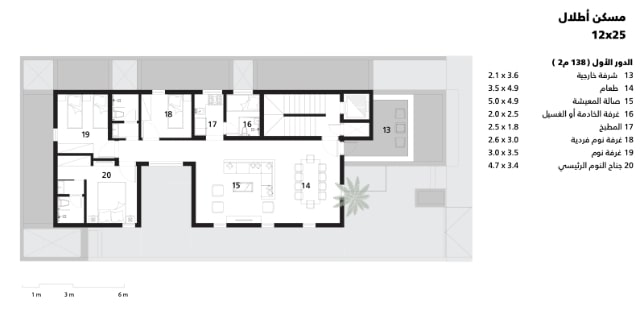 مسكن أطلال
12x25
الدور الأول ( 138 م2 )
13 شرفة خارجية 2.1 x 3.6
14 طعام 3.5 x 4.9
15 صالة المعيشة 5.0 x 4.9
16 غرفة الخادمة أو الغسيل 2.0 x 2.5
17 المطبخ 2.5 x 1.8
18 غرفة نوم فردية 2.6 x 3.0
19 غرفة نوم 3.0 x 3.5
20 جناح النوم الرئيسي 4.7 x 3.4
18
17
16
13
19
20
15
14
1 m 3 m 6 m